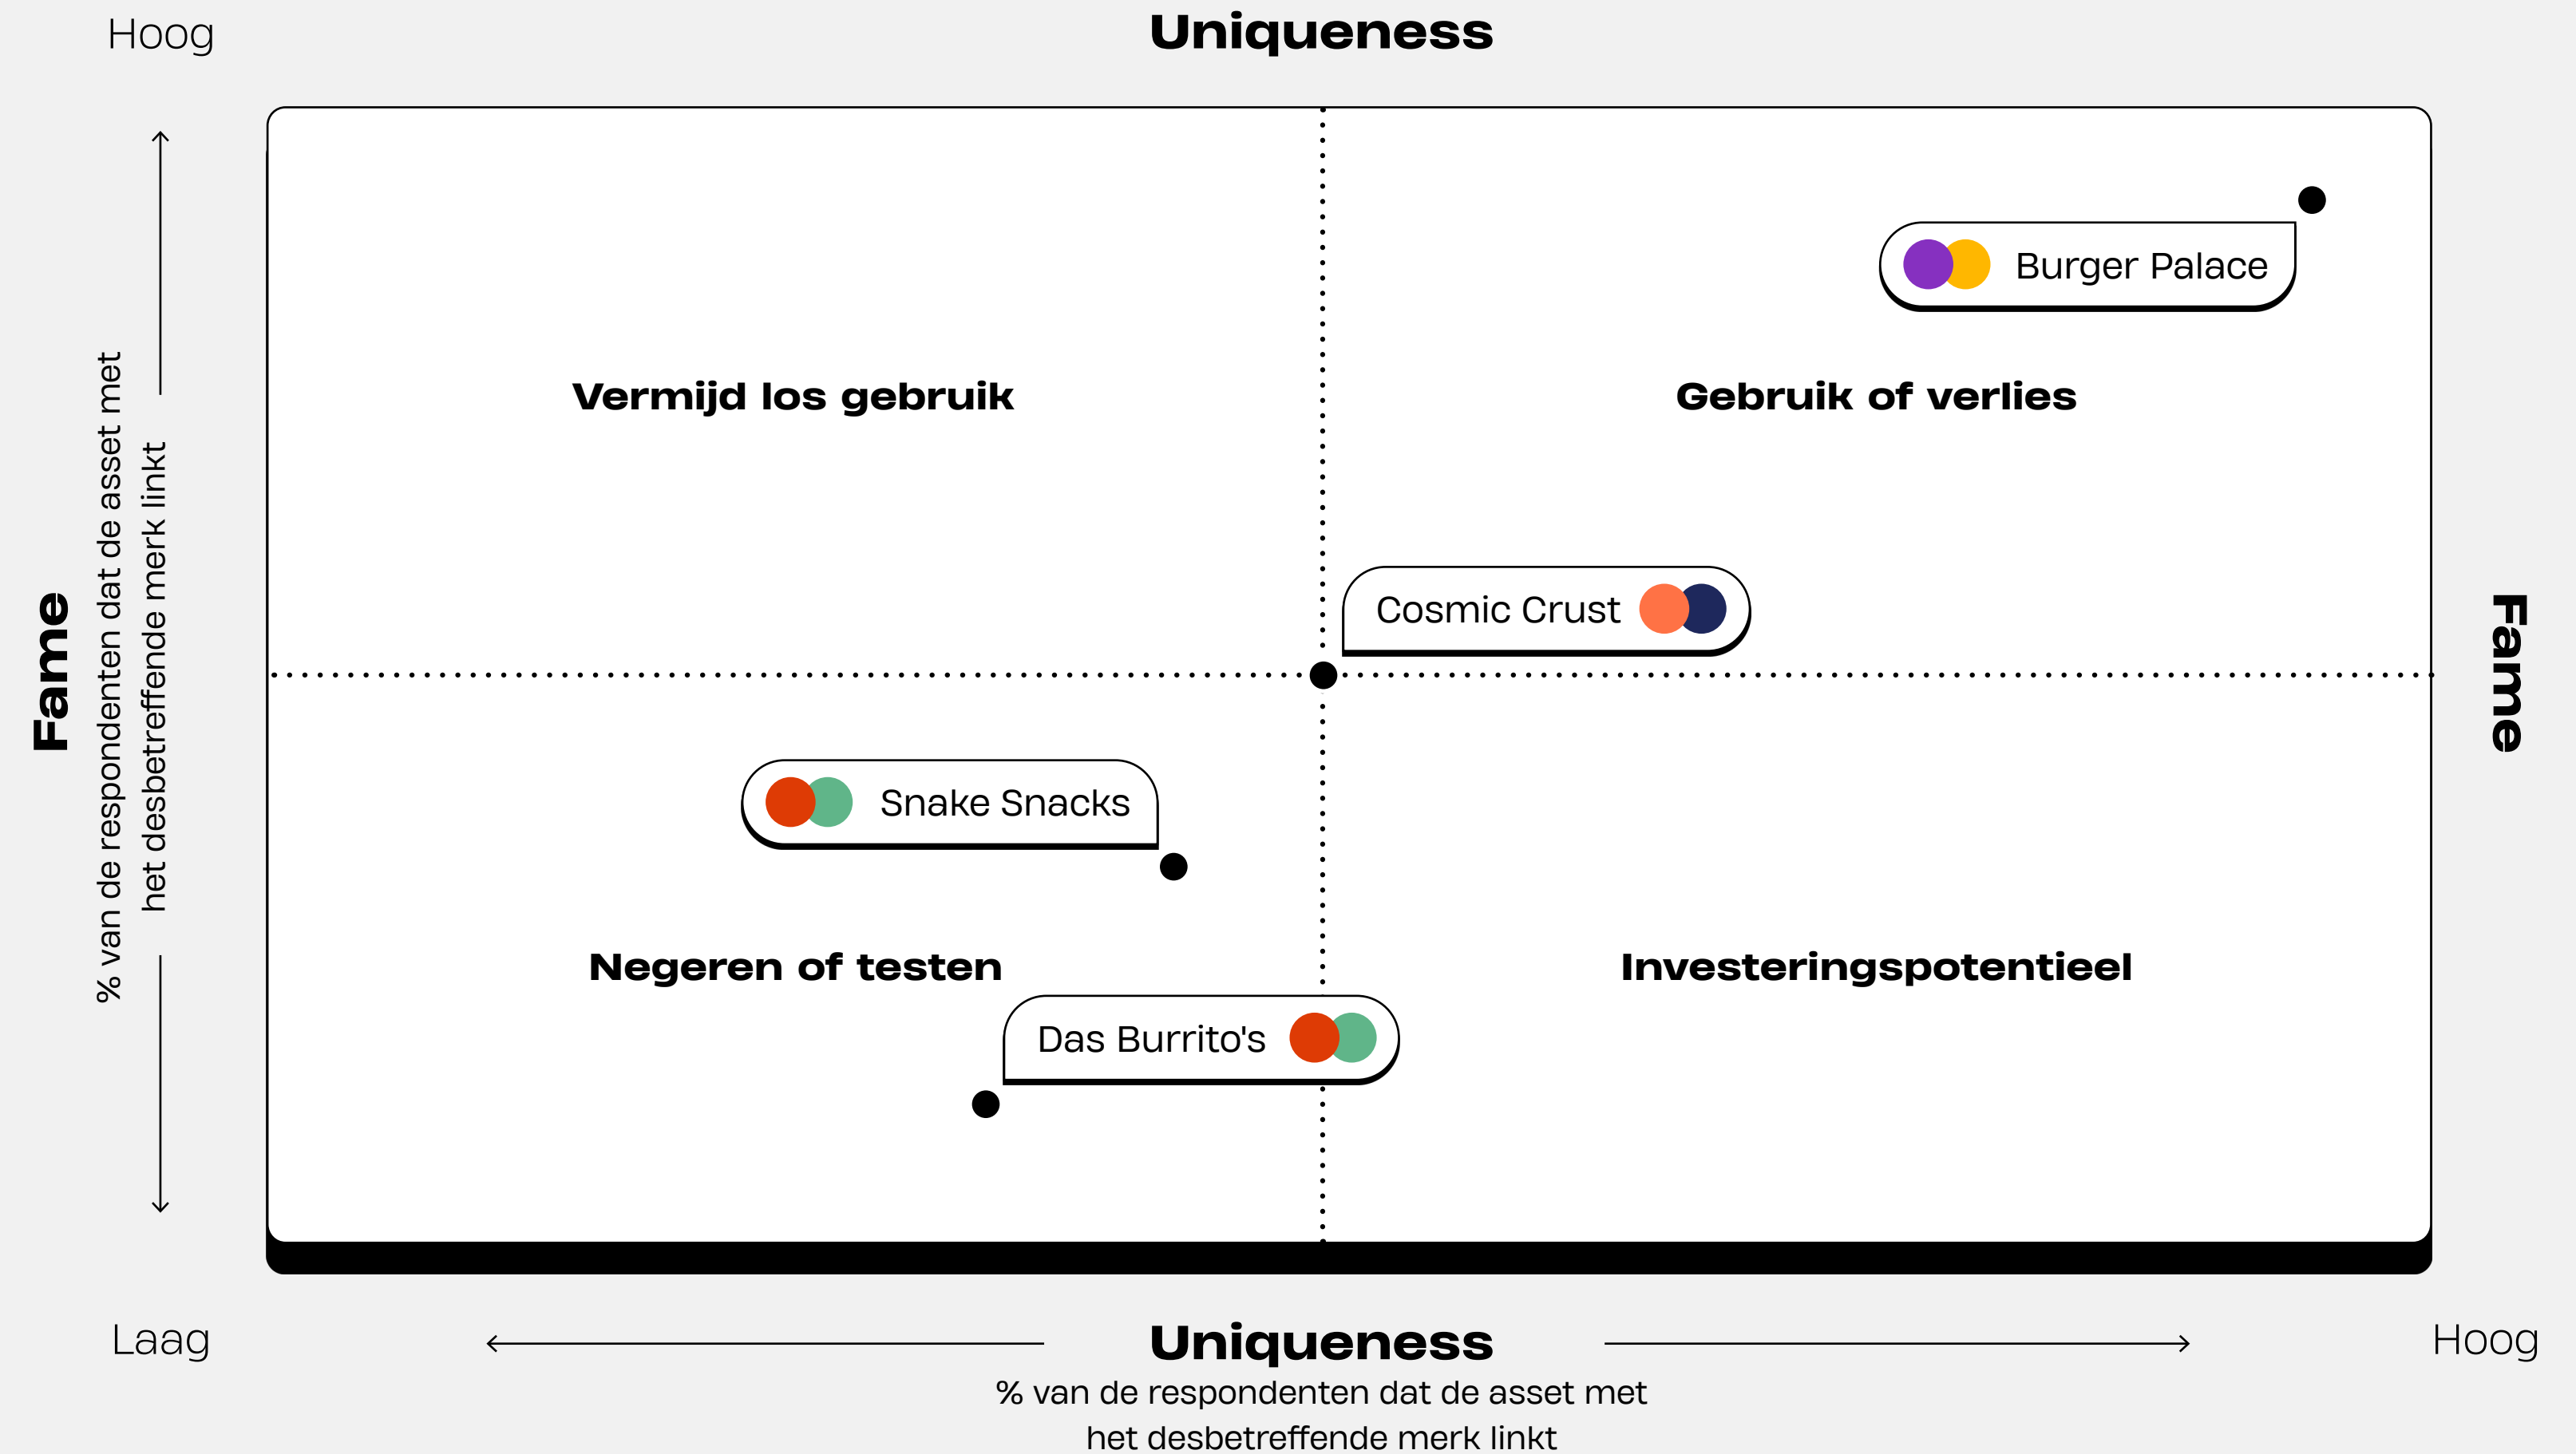 Hoog
Uniqueness
Burger Palace
Vermijd los gebruik
Gebruik of verlies
Fame
% van de respondenten dat de asset met
het desbetreffende merk linkt
Cosmic Crust
Fame
Snake Snacks
Negeren of testen
Investeringspotentieel
Das Burrito's
Laag
Uniqueness
Hoog
% van de respondenten dat de asset met
het desbetreffende merk linkt